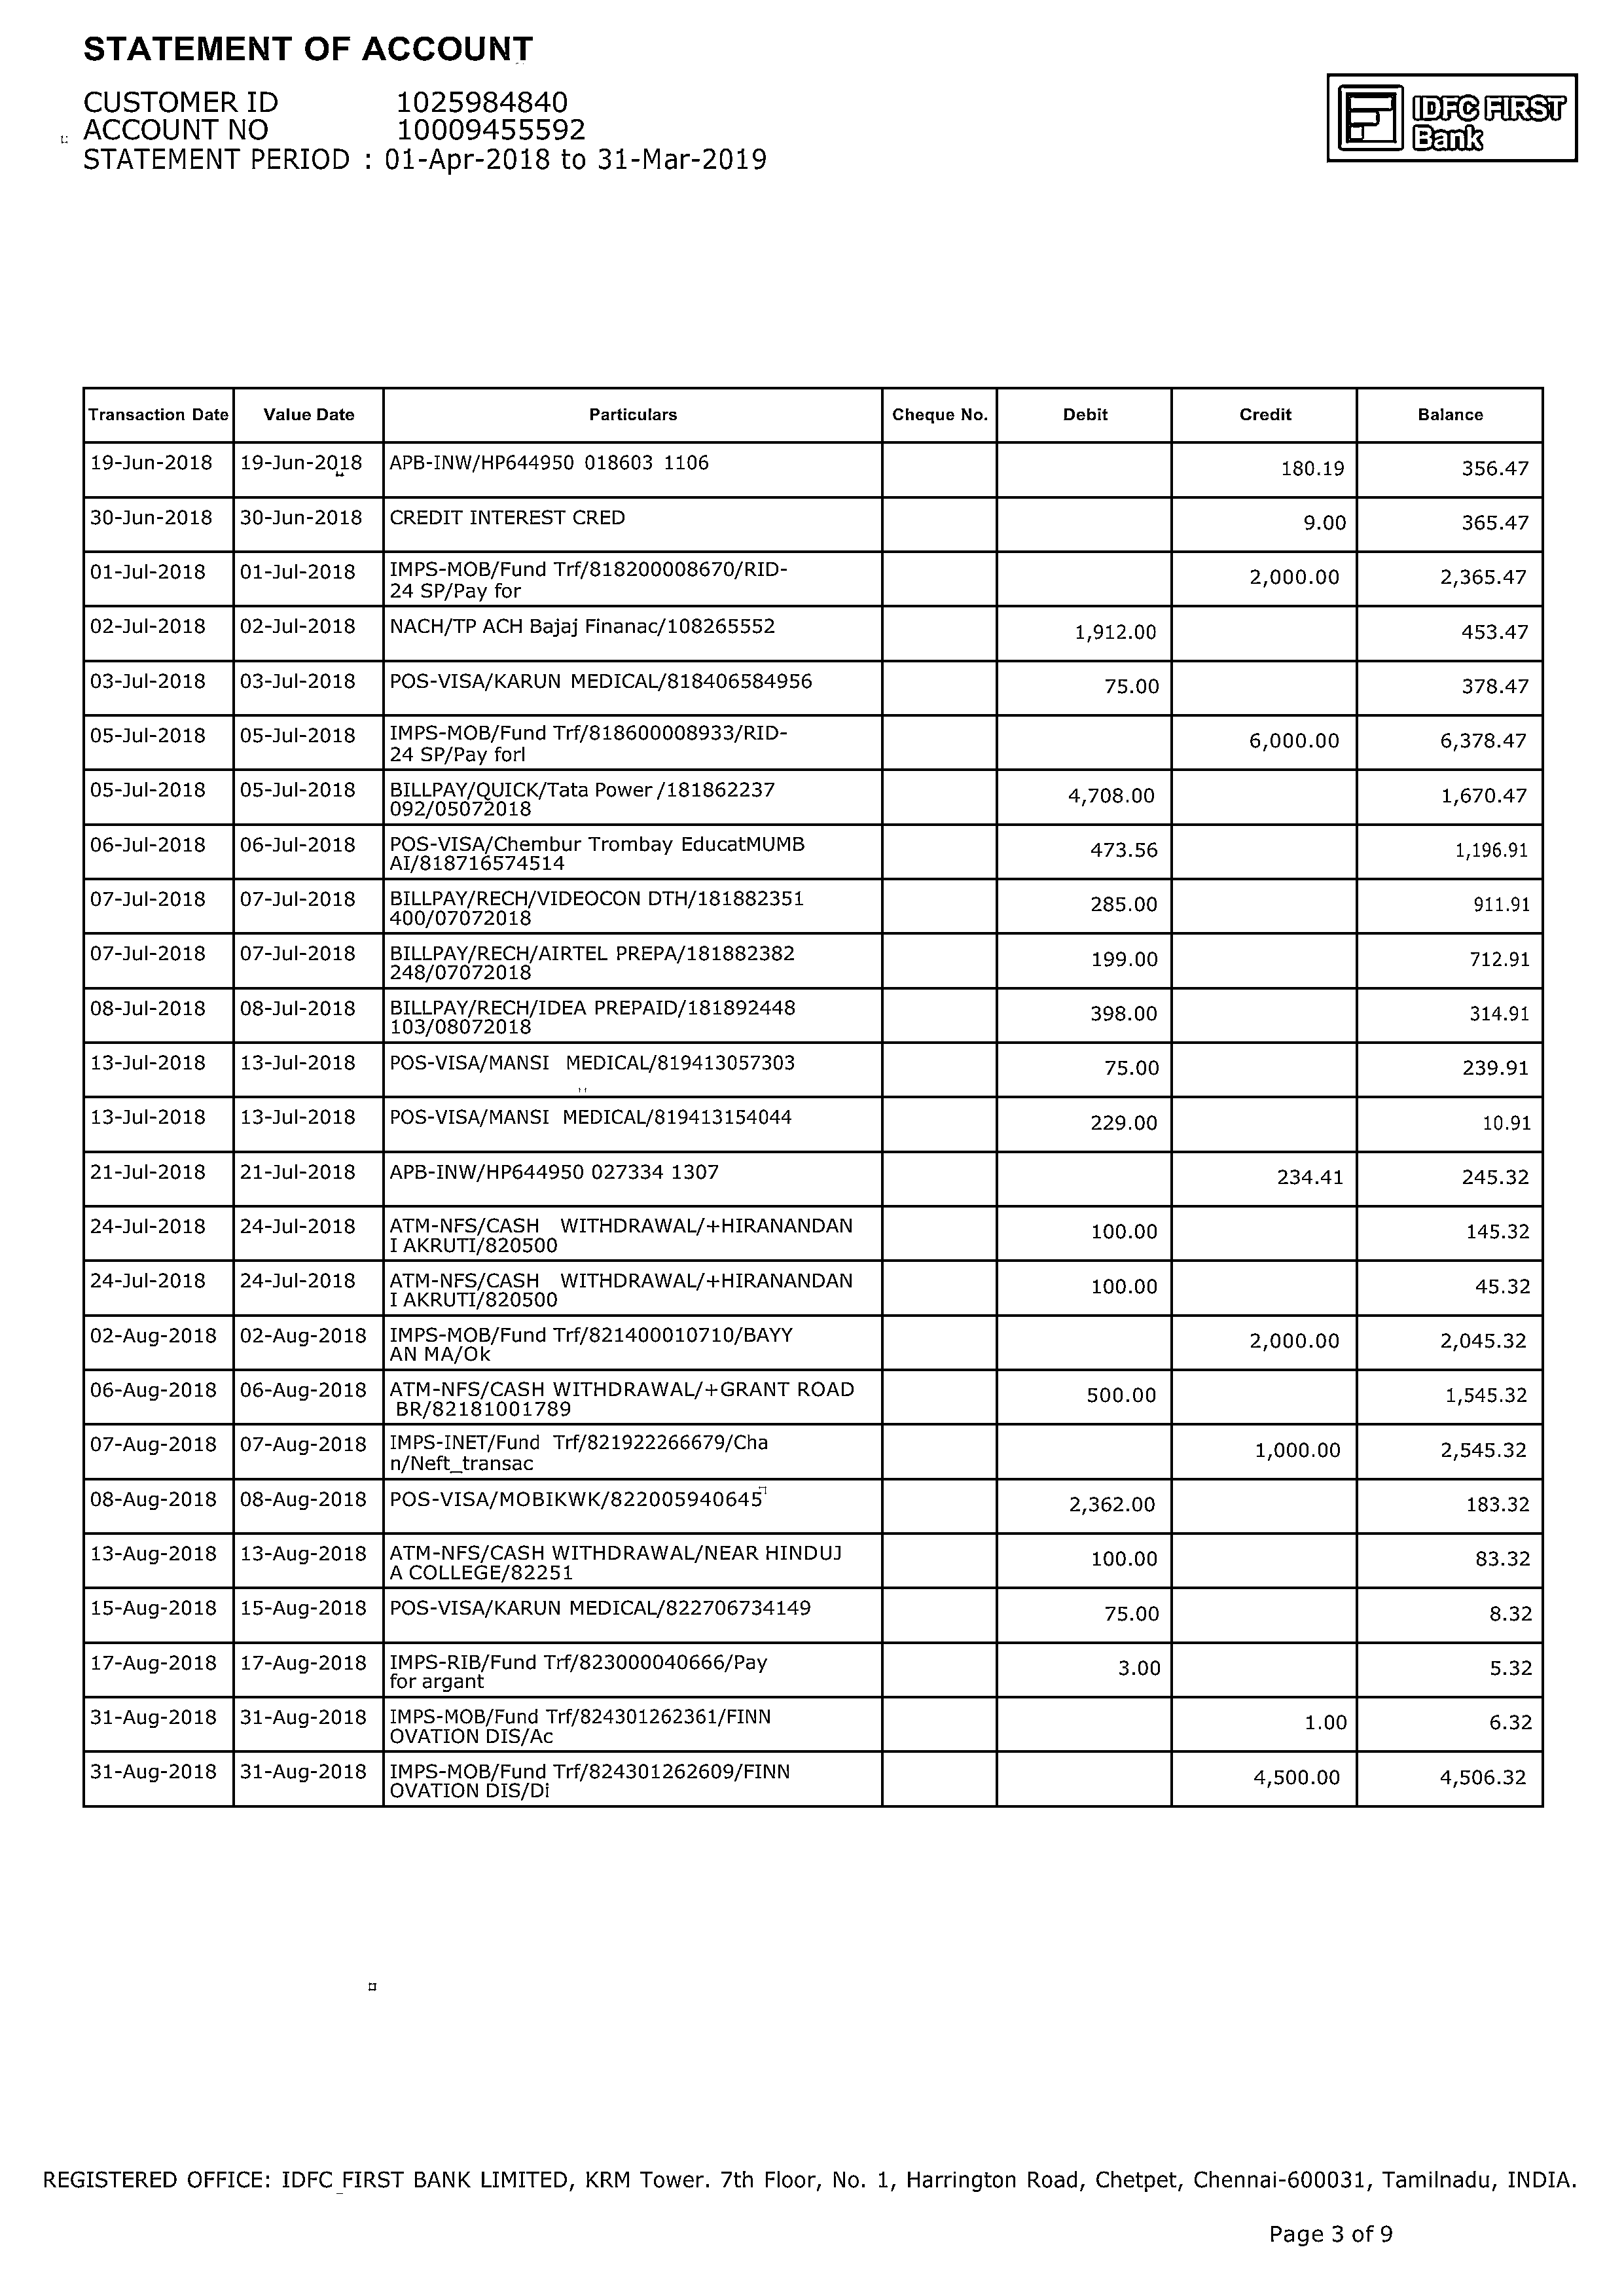 STATEMENT OF ACCOUNT
CUSTOMER ID 1025984840
ACCOUNT NO 10009455592
STATEMENT PERIOD : 01-Apr-2018 to 31-Mar-2019
IDFC FIRST
Bank
Transaction Date Value Date Particulars Cheque No. Debit Credit Balance
19-Jun-2018 19-Jun-2018 APB-INW/HP644950 018603 1106 180.19 356.47
30-Jun-2018 30-Jun-2018 CREDIT INTEREST CRED 9.00 365.47
01-Jul-2018 01-Jul-2018 IMPS-MOB/Fund Trf/818200008670/RID- 2,000.00 2,365.47
24 SP/Pay for
02-Jul-2018 02-Jul-2018 NACH/TP ACH Bajaj Finanac/108265552 1,912.00 453.47
03-Jul-2018 03-Jul-2018 POS-VISA/KARUN MEDICAL/818406584956 75.00 378.47
05-Jul-2018 05-Jul-2018 IMPS-MOB/Fund Trf/818600008933/RID- 6,000.00 6,378.47
24 SP/Pay forl
05-Jul-2018 05-Jul-2018 BILLPAY/QUICK/Tata Power /181862237 4,708.00 1,670.47
092/05072018
06-Jul-2018 06-Jul-2018 POS-VISA/Chembur Trombay EducatMUMB 473.56 1,196.91
AI/818716574514
07-Jul-2018 07-Jul-2018 BILLPAY/RECH/VIDEOCON DTH/181882351 285.00 911.91
400/07072018
07-Jul-2018 07-Jul-2018 BILLPAY/RECH/AIRTEL PREPA/181882382 199.00 712.91
248/07072018
08-Jul-2018 08-Jul-2018 BILLPAY/RECH/IDEA PREPAID/181892448 398.00 314.91
103/08072018
13-Jul-2018 13-Jul-2018 POS-VISA/MANSI MEDICAL/819413057303 75.00 239.91
13-Jul-2018 13-Jul-2018 POS-VISA/MANSI MEDICAL/819413154044 229.00 10.91
21-Jul-2018 21-Jul-2018 APB-INW/HP644950 027334 1307 234.41 245.32
24-Jul-2018 24-Jul-2018 ATM-NFS/CASH WITHDRAWAL/+HIRANANDAN 100.00 145.32
I AKRUTI/820500
24-Jul-2018 24-Jul-2018 ATM-NFS/CASH WITHDRAWAL/+HIRANANDAN 100.00 45.32
I AKRUTI/820500
02-Aug-2018 02-Aug-2018 IMPS-MOB/Fund Trf/821400010710/BAYY 2,000.00 2,045.32
AN MA/Ok
06-Aug-2018 06-Aug-2018 ATM-NFS/CASH WITHDRAWAL/+GRANT ROAD 500.00 1,545.32
BR/82181001789
07-Aug-2018 07-Aug-2018 IMPS-INET/Fund Trf/821922266679/Cha 1,000.00 2,545.32
n/Neft_transac
08-Aug-2018 08-Aug-2018 POS-VISA/MOBIKWK/822005940645 2,362.00 183.32
13-Aug-2018 13-Aug-2018 ATM-NFS/CASH WITHDRAWAL/NEAR HINDUJ 100.00 83.32
A COLLEGE/82251
15-Aug-2018 15-Aug-2018 POS-VISA/KARUN MEDICAL/822706734149 75.00 8.32
17-Aug-2018 17-Aug-2018 IMPS-RIB/Fund Trf/823000040666/Pay 3.00 5.32
for argant
31-Aug-2018 31-Aug-2018 IMPS-MOB/Fund Trf/824301262361/FINN 1.00 6.32
OVATION DIS/Ac
31-Aug-2018 31-Aug-2018 IMPS-MOB/Fund Trf/824301262609/FINN 4,500.00 4,506.32
OVATION DIS/Di
REGISTERED OFFICE: IDFC FIRST BANK LIMITED, KRM Tower. 7th Floor, No. 1, Harrington Road, Chetpet, Chennai-600031, Tamilnadu, INDIA.
Page 3 of 9